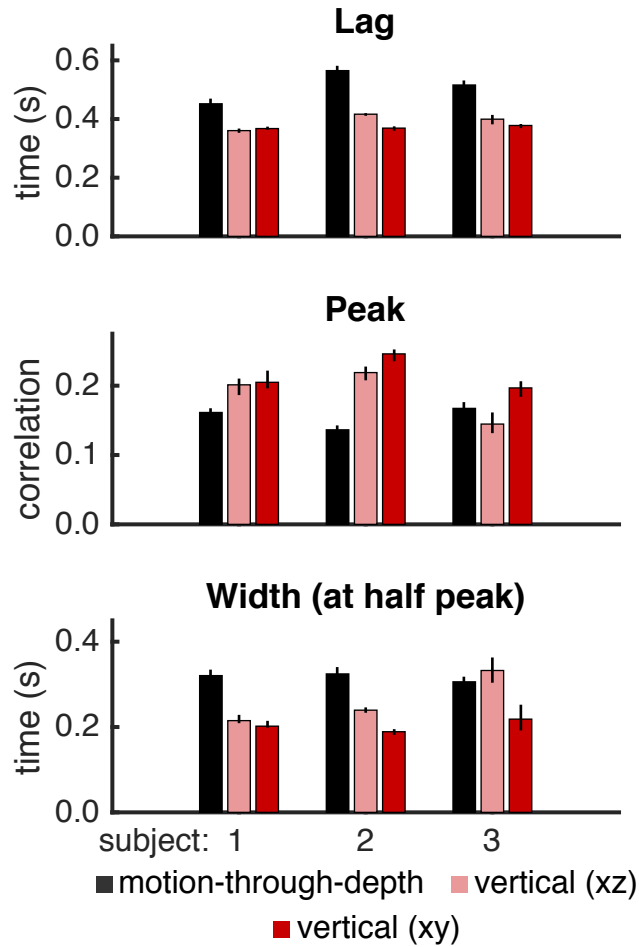 Lag
time (s)
0.6
0.4
0.2
0.0
Peak
correlation
0.2
0.1
0.0
Width (at half peak)
time (s)
0.4
0.2
0.0
subject: 1 2 3
motion-through-depth vertical (xz)
vertical (xy)